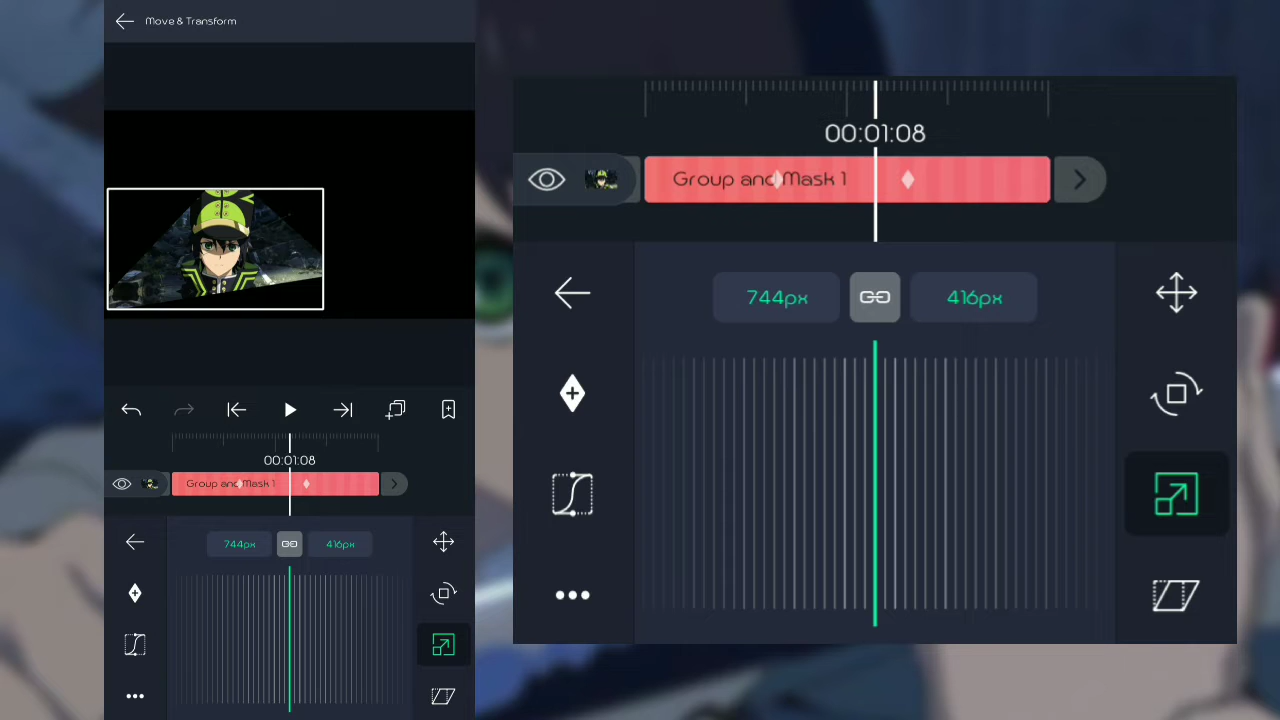 Move & Transform
00:01:08
Group and Mask 1
744px
416px
00:01:08
Group and Mask 1
744px
416px